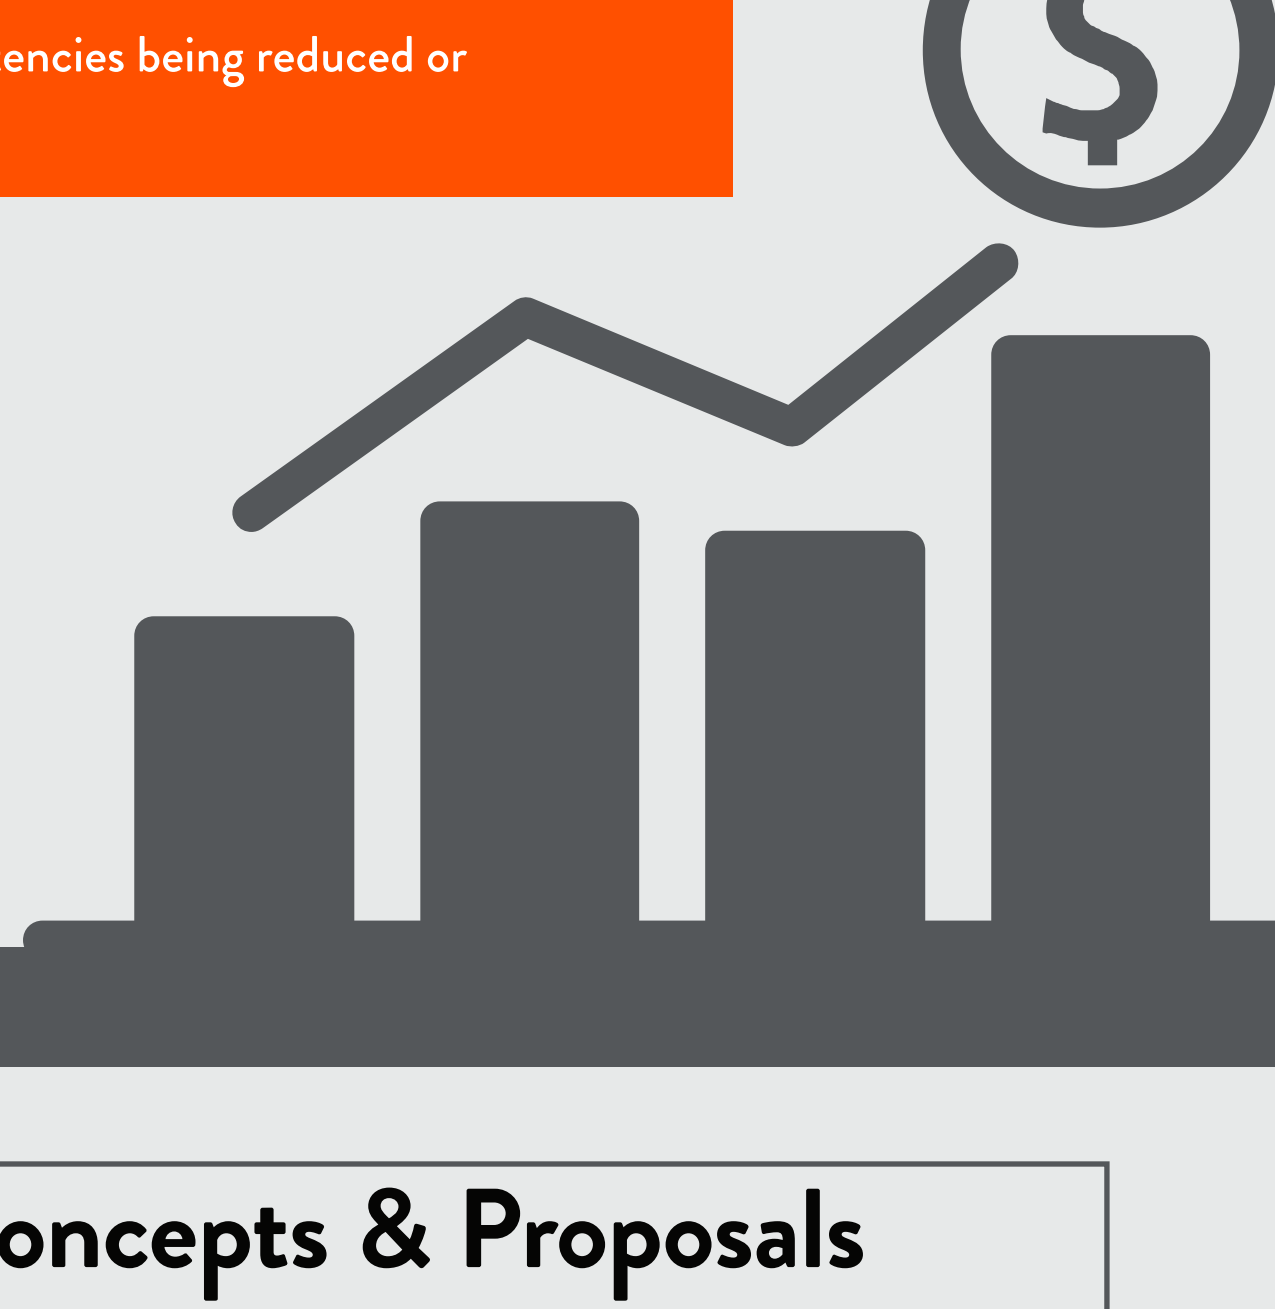 encies being reduced or
$
oncepts & Proposals